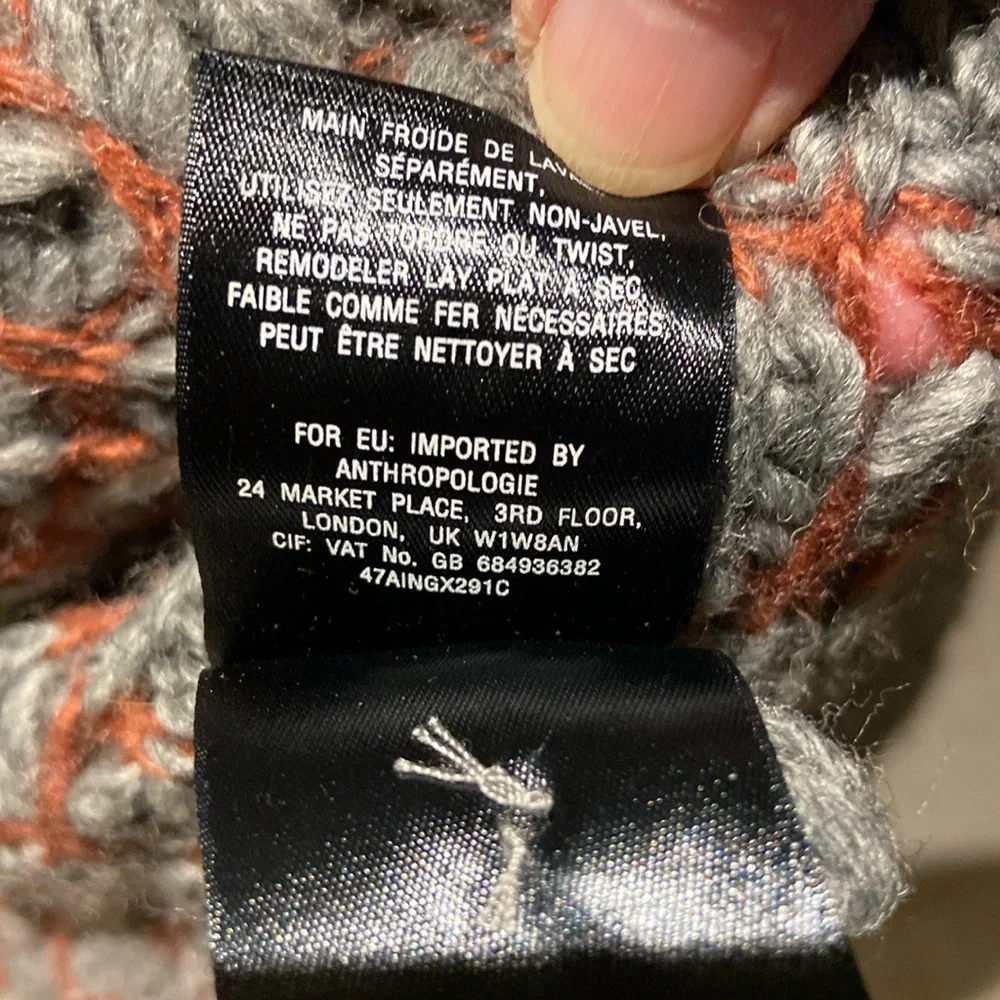 MAIN FROIDE DE
SÉPARÉMENT,
UTILISEZ SEULEMENT NON-JAVEL,
NE PAS TORDRE OU TWIST,
REMODELER LAY PLAT À SEC,
FAIBLE COMME FER NÉCESSAIRES
PEUT ÊTRE NETTOYER À SEC
FOR EU: IMPORTED BY
ANTHROPOLOGIE
24 MARKET PLACE, 3RD FLOOR,
LONDON, UK W1W8AN
CIF: VAT No. GB 684936382
47AINGX291C